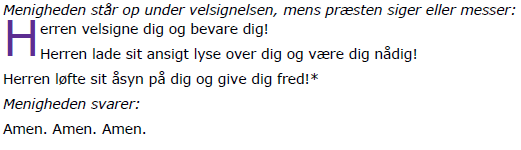 Menigheden står op under velsignelsen, mens præsten siger eller messer:
Herren velsigne dig og bevare dig!
Herren lade sit ansigt lyse over dig og være dig nådig!
Herren løfte sit åsyn på dig og give dig fred!*
Menigheden svarer:
Amen. Amen. Amen.